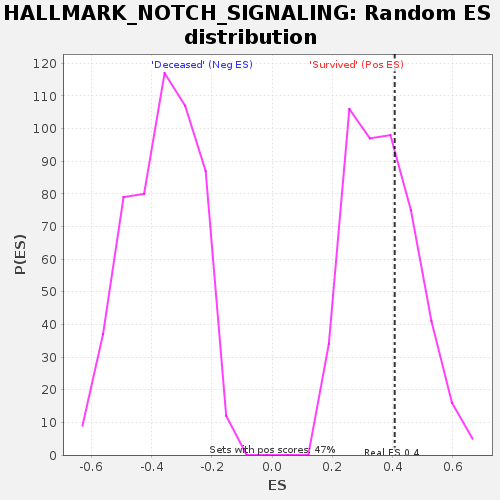 HALLMARK_NOTCH_SIGNALING: Random ES
distribution
'Deceased' (Neg ES)
'Survived' (Pos ES)
120
110
100
90
80
70
60
50
40
30
20
10
0
P(ES)
Sets with pos scores: 47%
Real ES 0.4
-0.6
-0.4
-0.2
0.0
0.2
0.4
0.6
ES